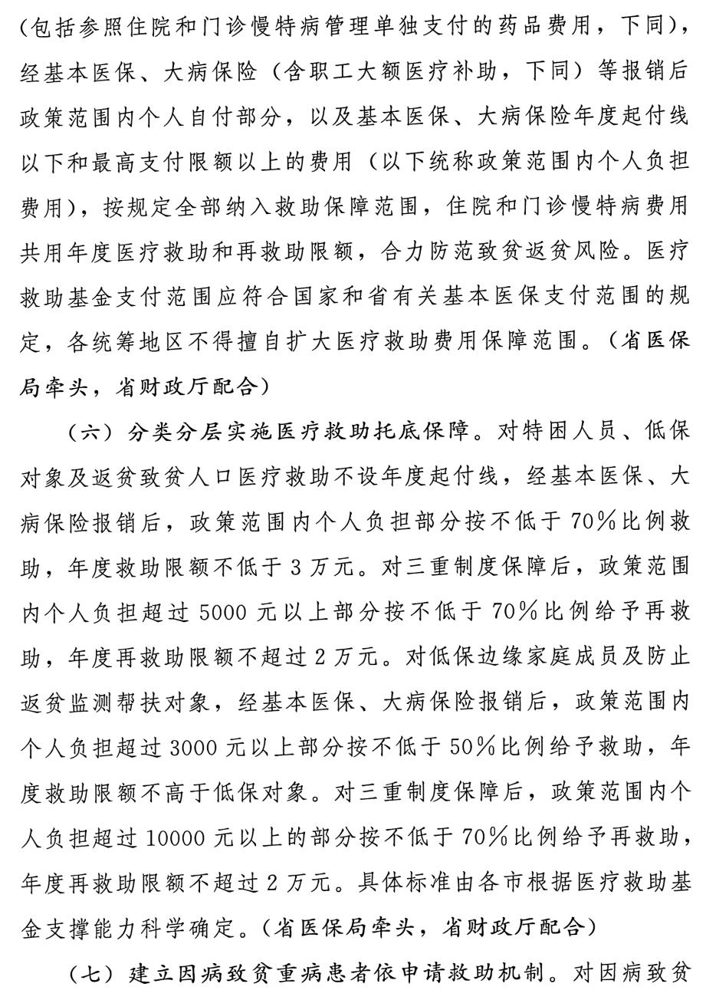 (包括参照住院和门诊慢特病管理单独支付的药品费用，下同)，
经基本医保、大病保险（含职工大额医疗补助，下同）等报销后
政策范围内个人自付部分，以及基本医保、大病保险年度起付线
以下和最高支付限额以上的费用（以下统称政策范围内个人负担
费用)，按规定全部纳入救助保障范围，住院和门诊慢特病费用
共用年度医疗救助和再救助限额，合力防范致贫返贫风险。医疗
救助基金支付范围应符合国家和省有关基本医保支付范围的规
定，各统筹地区不得擅自扩大医疗救助费用保障范围。（省医保
局牵头，省财政厅配合）
（六）分类分层实施医疗救助托底保障。对特困人员、低保
对象及返贫致贫人口医疗救助不设年度起付线，经基本医保、大
病保险报销后，政策范围内个人负担部分按不低于 70％比例救
助，年度救助限额不低于 3 万元。对三重制度保障后，政策范围
内个人负担超过 5000 元以上部分按不低于 70％比例给予再救
助，年度再救助限额不超过 2 万元。对低保边缘家庭成员及防止
返贫监测帮扶对象，经基本医保、大病保险报销后，政策范围内
个人负担超过 3000 元以上部分按不低于 50％比例给予救助，年
度救助限额不高于低保对象。对三重制度保障后，政策范围内个
人负担超过 10000 元以上的部分按不低于 70％比例给予再救助，
年度再救助限额不超过 2 万元。具体标准由各市根据医疗救助基
金支撑能力科学确定。（省医保局牵头，省财政厅配合）
（七）建立因病致贫重病患者依申请救助机制。对因病致贫